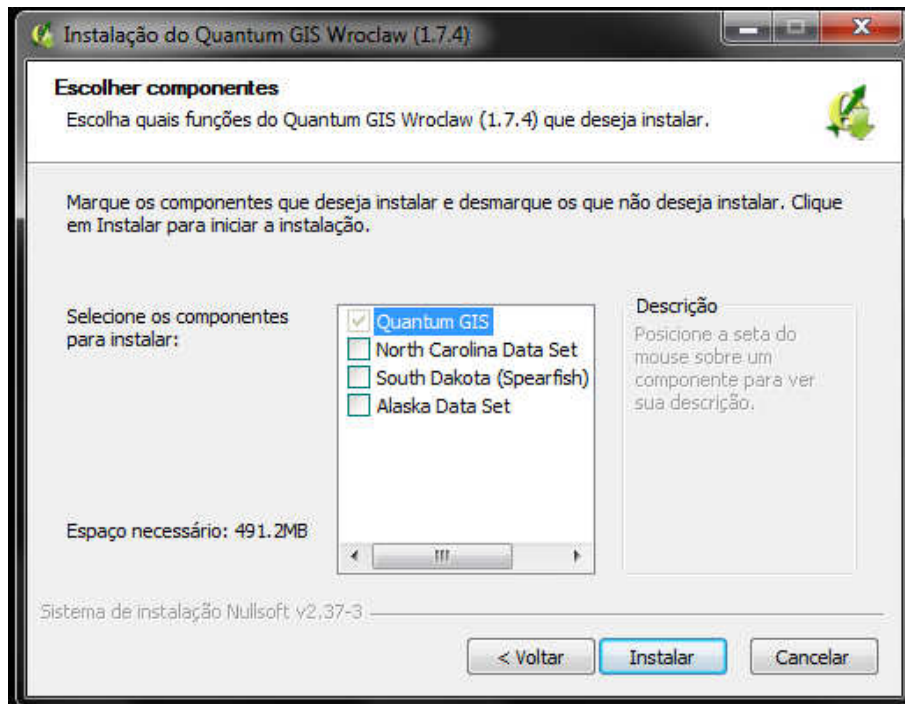 Instalação do Quantum GIS Wroclaw (1.7.4)
Escolher componentes
Escolha quais funções do Quantum GIS Wroclaw (1.7.4) que deseja instalar.
Marque os componentes que deseja instalar e desmarque os que não deseja instalar. Clique
em Instalar para iniciar a instalação.
Selecione os componentes
para instalar:
Quantum GIS
North Carolina Data Set
South Dakota (Spearfish)
Alaska Data Set
Descrição
Posicione a seta do
mouse sobre um
componente para ver
sua descrição.
Espaço necessário: 491.2MB
Sistema de instalação Nullsoft v2.37-3
< Voltar
Instalar
Cancelar